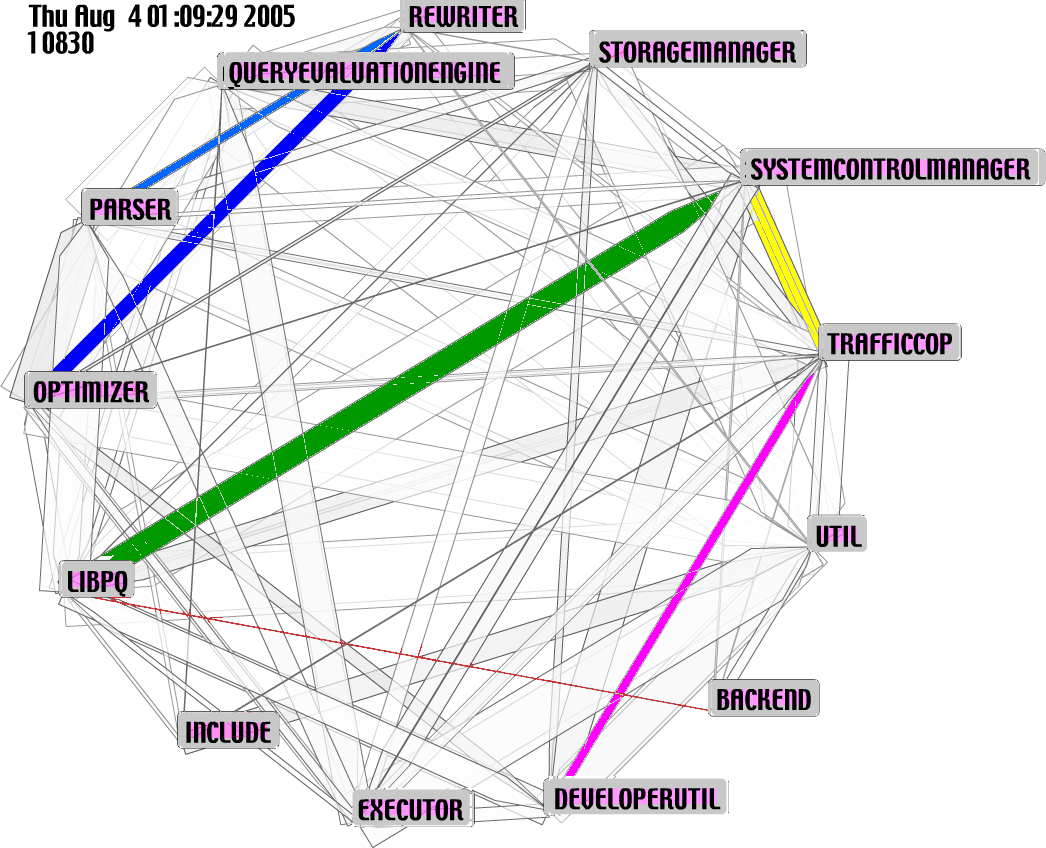 Thu Aug 4 01:09:29 2005
10830
REWRITER
STORAGEMANAGER
QUERYEVALUATIONENGINE
SYSTEMCONTROLMANAGER
PARSER
TRAFFICCOP
OPTIMIZER
UTIL
LIBPQ
BACKEND
INCLUDE
DEVELOPERUTIL
EXECUTOR